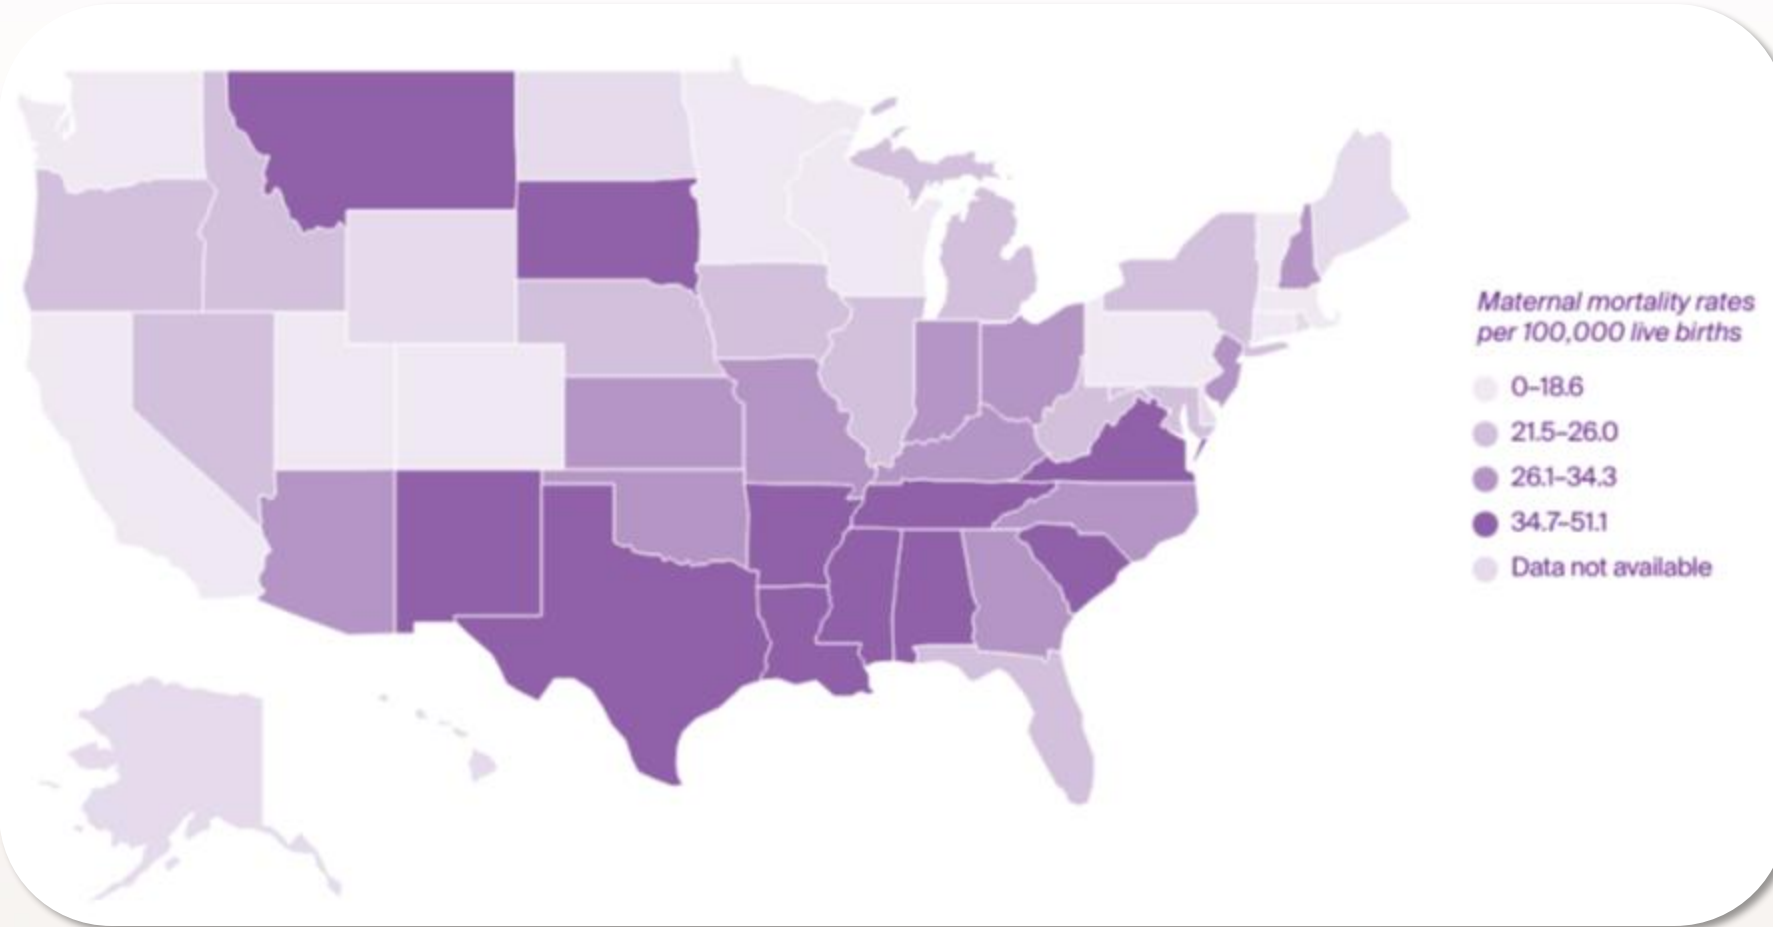 Maternal mortality rates
per 100,000 live births
0–18.6
21.5–26.0
26.1–34.3
34.7–51.1
Data not available